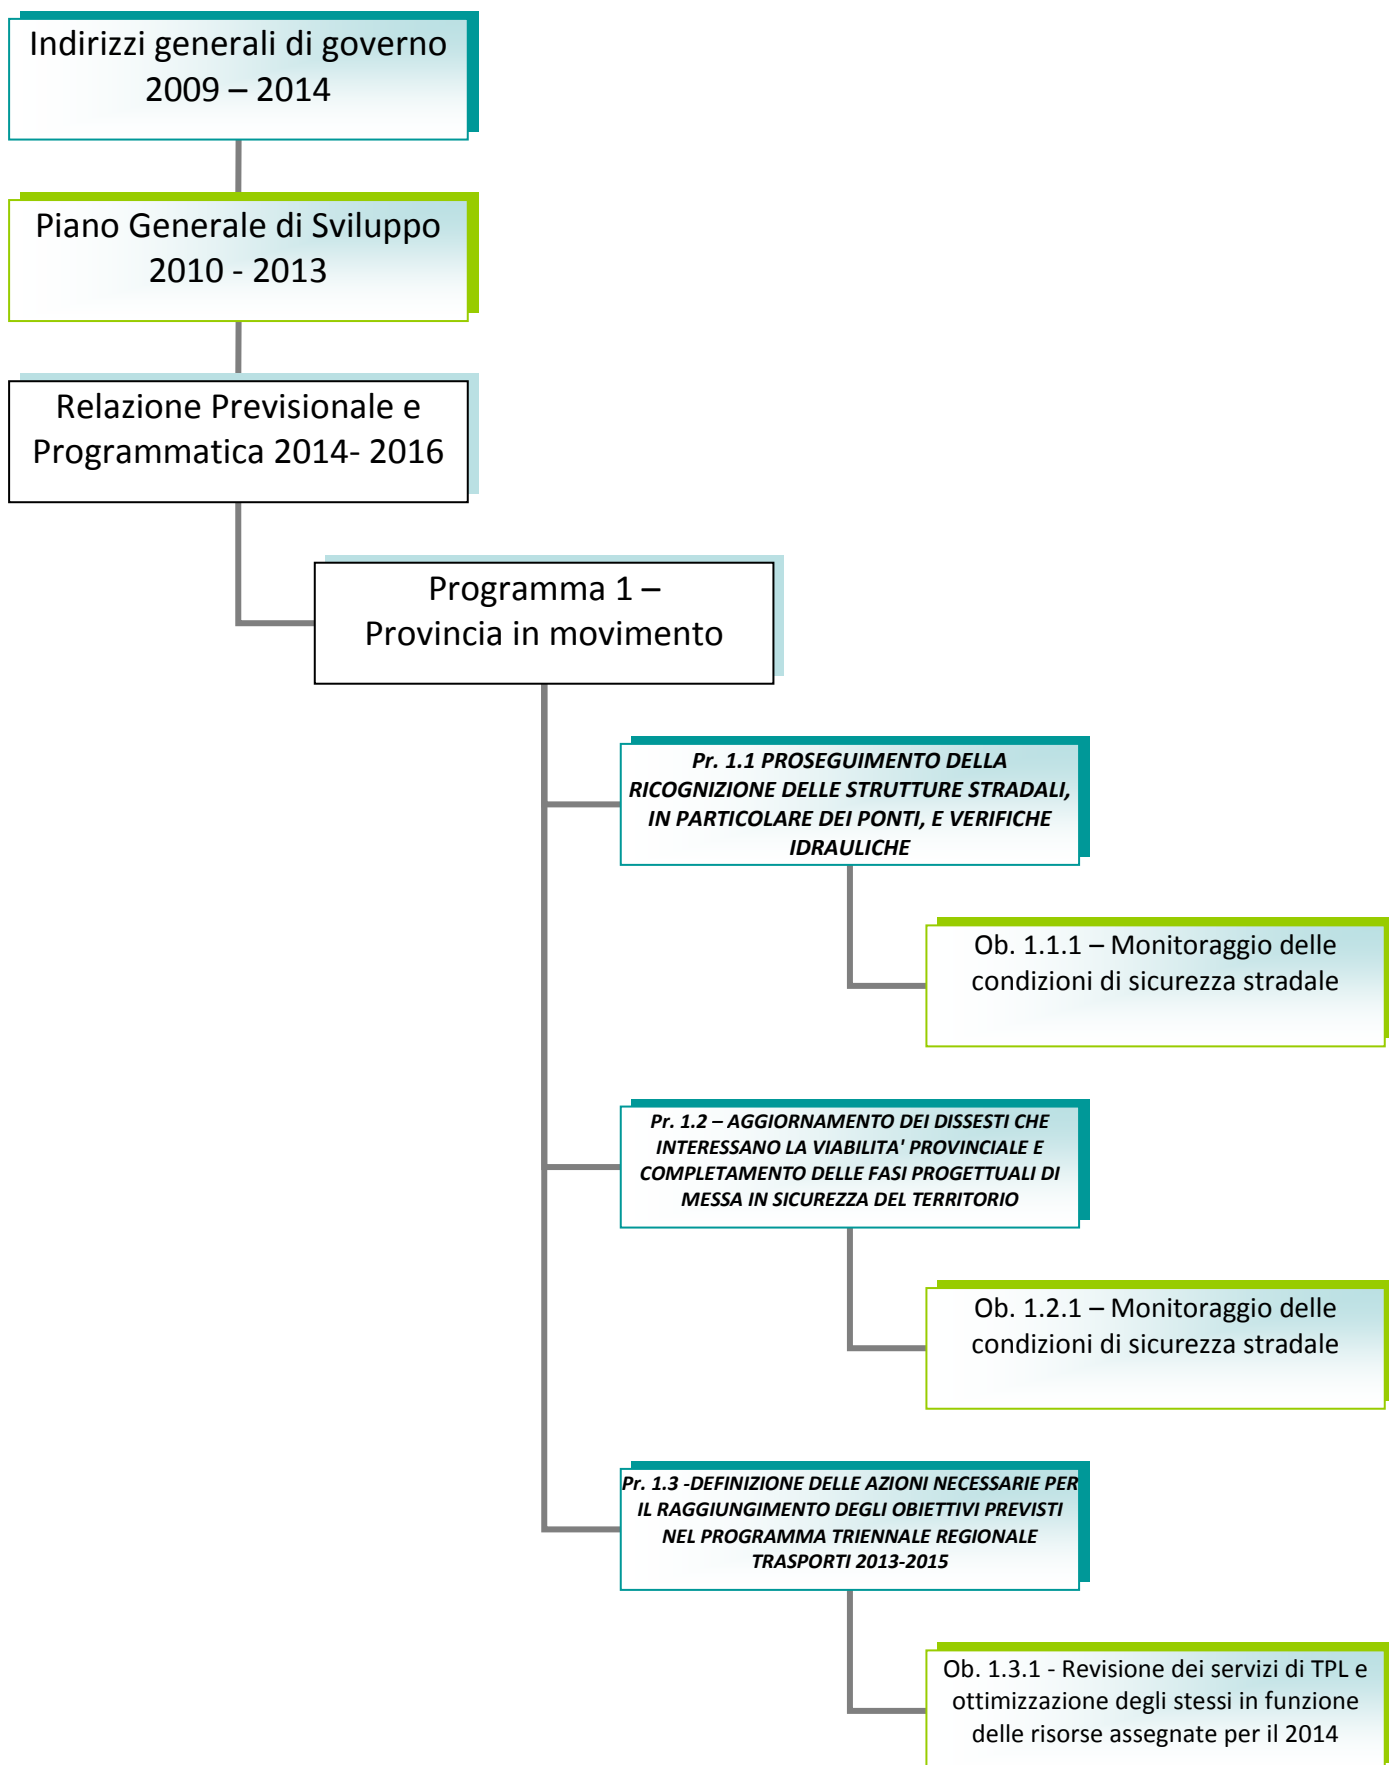 Indirizzi generali di governo
2009 – 2014
Piano Generale di Sviluppo
2010 - 2013
Relazione Previsionale e
Programmatica 2014- 2016
Programma 1 –
Provincia in movimento
Pr. 1.1 PROSEGUIMENTO DELLA
RICOGNIZIONE DELLE STRUTTURE STRADALI,
IN PARTICOLARE DEI PONTI, E VERIFICHE
IDRAULICHE
Ob. 1.1.1 – Monitoraggio delle
condizioni di sicurezza stradale
Pr. 1.2 – AGGIORNAMENTO DEI DISSESTI CHE
INTERESSANO LA VIABILITA' PROVINCIALE E
COMPLETAMENTO DELLE FASI PROGETTUALI DI
MESSA IN SICUREZZA DEL TERRITORIO
Ob. 1.2.1 – Monitoraggio delle
condizioni di sicurezza stradale
Pr. 1.3 -DEFINIZIONE DELLE AZIONI NECESSARIE PER
IL RAGGIUNGIMENTO DEGLI OBIETTIVI PREVISTI
NEL PROGRAMMA TRIENNALE REGIONALE
TRASPORTI 2013-2015
Ob. 1.3.1 - Revisione dei servizi di TPL e
ottimizzazione degli stessi in funzione
delle risorse assegnate per il 2014